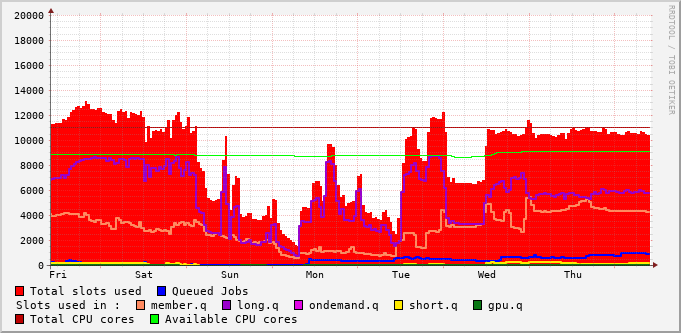 20000
18000
16000
14000
12000
10000
8000
6000
4000
2000
0
Fri Sat Sun Mon Tue Wed Thu
RRDTOOL / TOBI OETIKER
Total slots used Queued Jobs
Slots used in : member.q long.q ondemand.q short.q gpu.q
Total CPU cores Available CPU cores